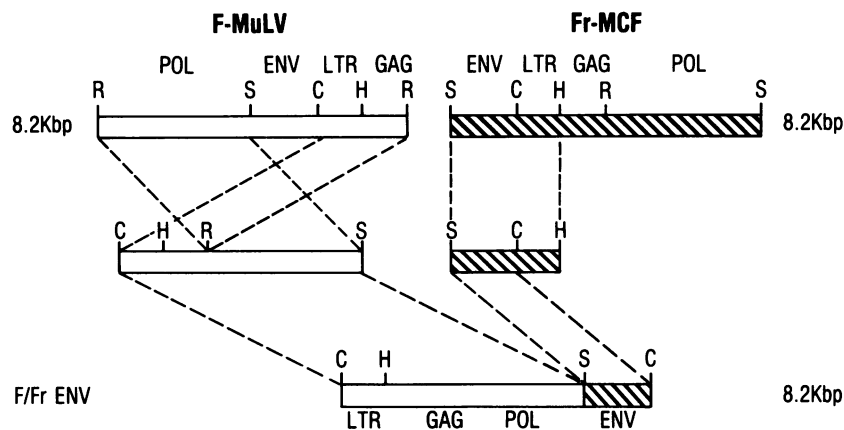 F-MuLV Fr-MCF
POL ENV LTR GAG ENV LTR GAG POL
R S C H R S C H R S
8.2Kbp 8.2Kbp
C H R S S C H
C H S C
F/Fr ENV 8.2Kbp
LTR GAG POL ENV